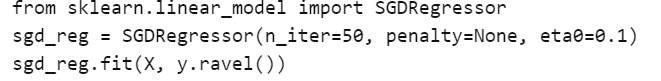 from sklearn.linear_model import SGDRegressor
sgd_reg = SGDRegressor(n_iter=50, penalty=None, eta0=0.1)
sgd_reg.fit(X, y.ravel())